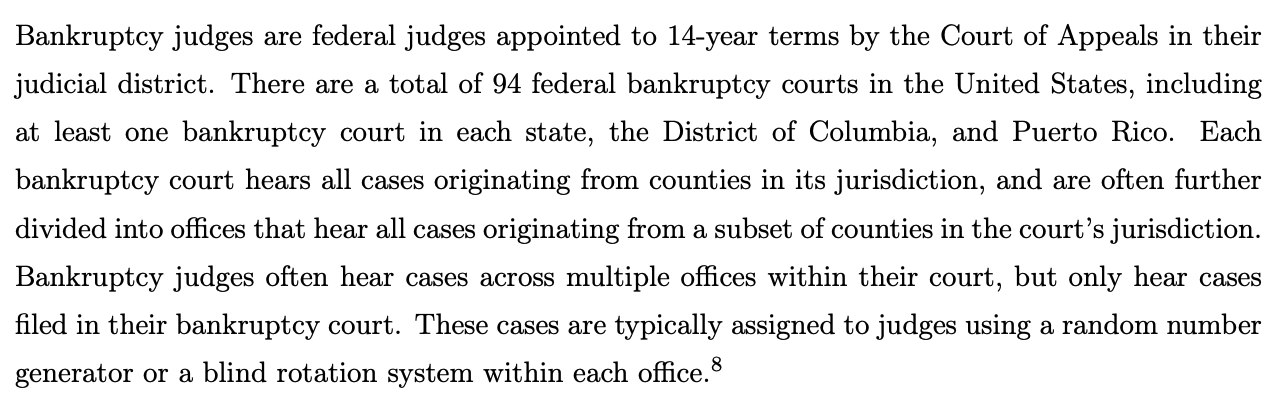 Bankruptcy judges are federal judges appointed to 14-year terms by the Court of Appeals in their
judicial district. There are a total of 94 federal bankruptcy courts in the United States, including
at least one bankruptcy court in each state, the District of Columbia, and Puerto Rico. Each
bankruptcy court hears all cases originating from counties in its jurisdiction, and are often further
divided into offices that hear all cases originating from a subset of counties in the court’s jurisdiction.
Bankruptcy judges often hear cases across multiple offices within their court, but only hear cases
filed in their bankruptcy court. These cases are typically assigned to judges using a random number
generator or a blind rotation system within each office.8